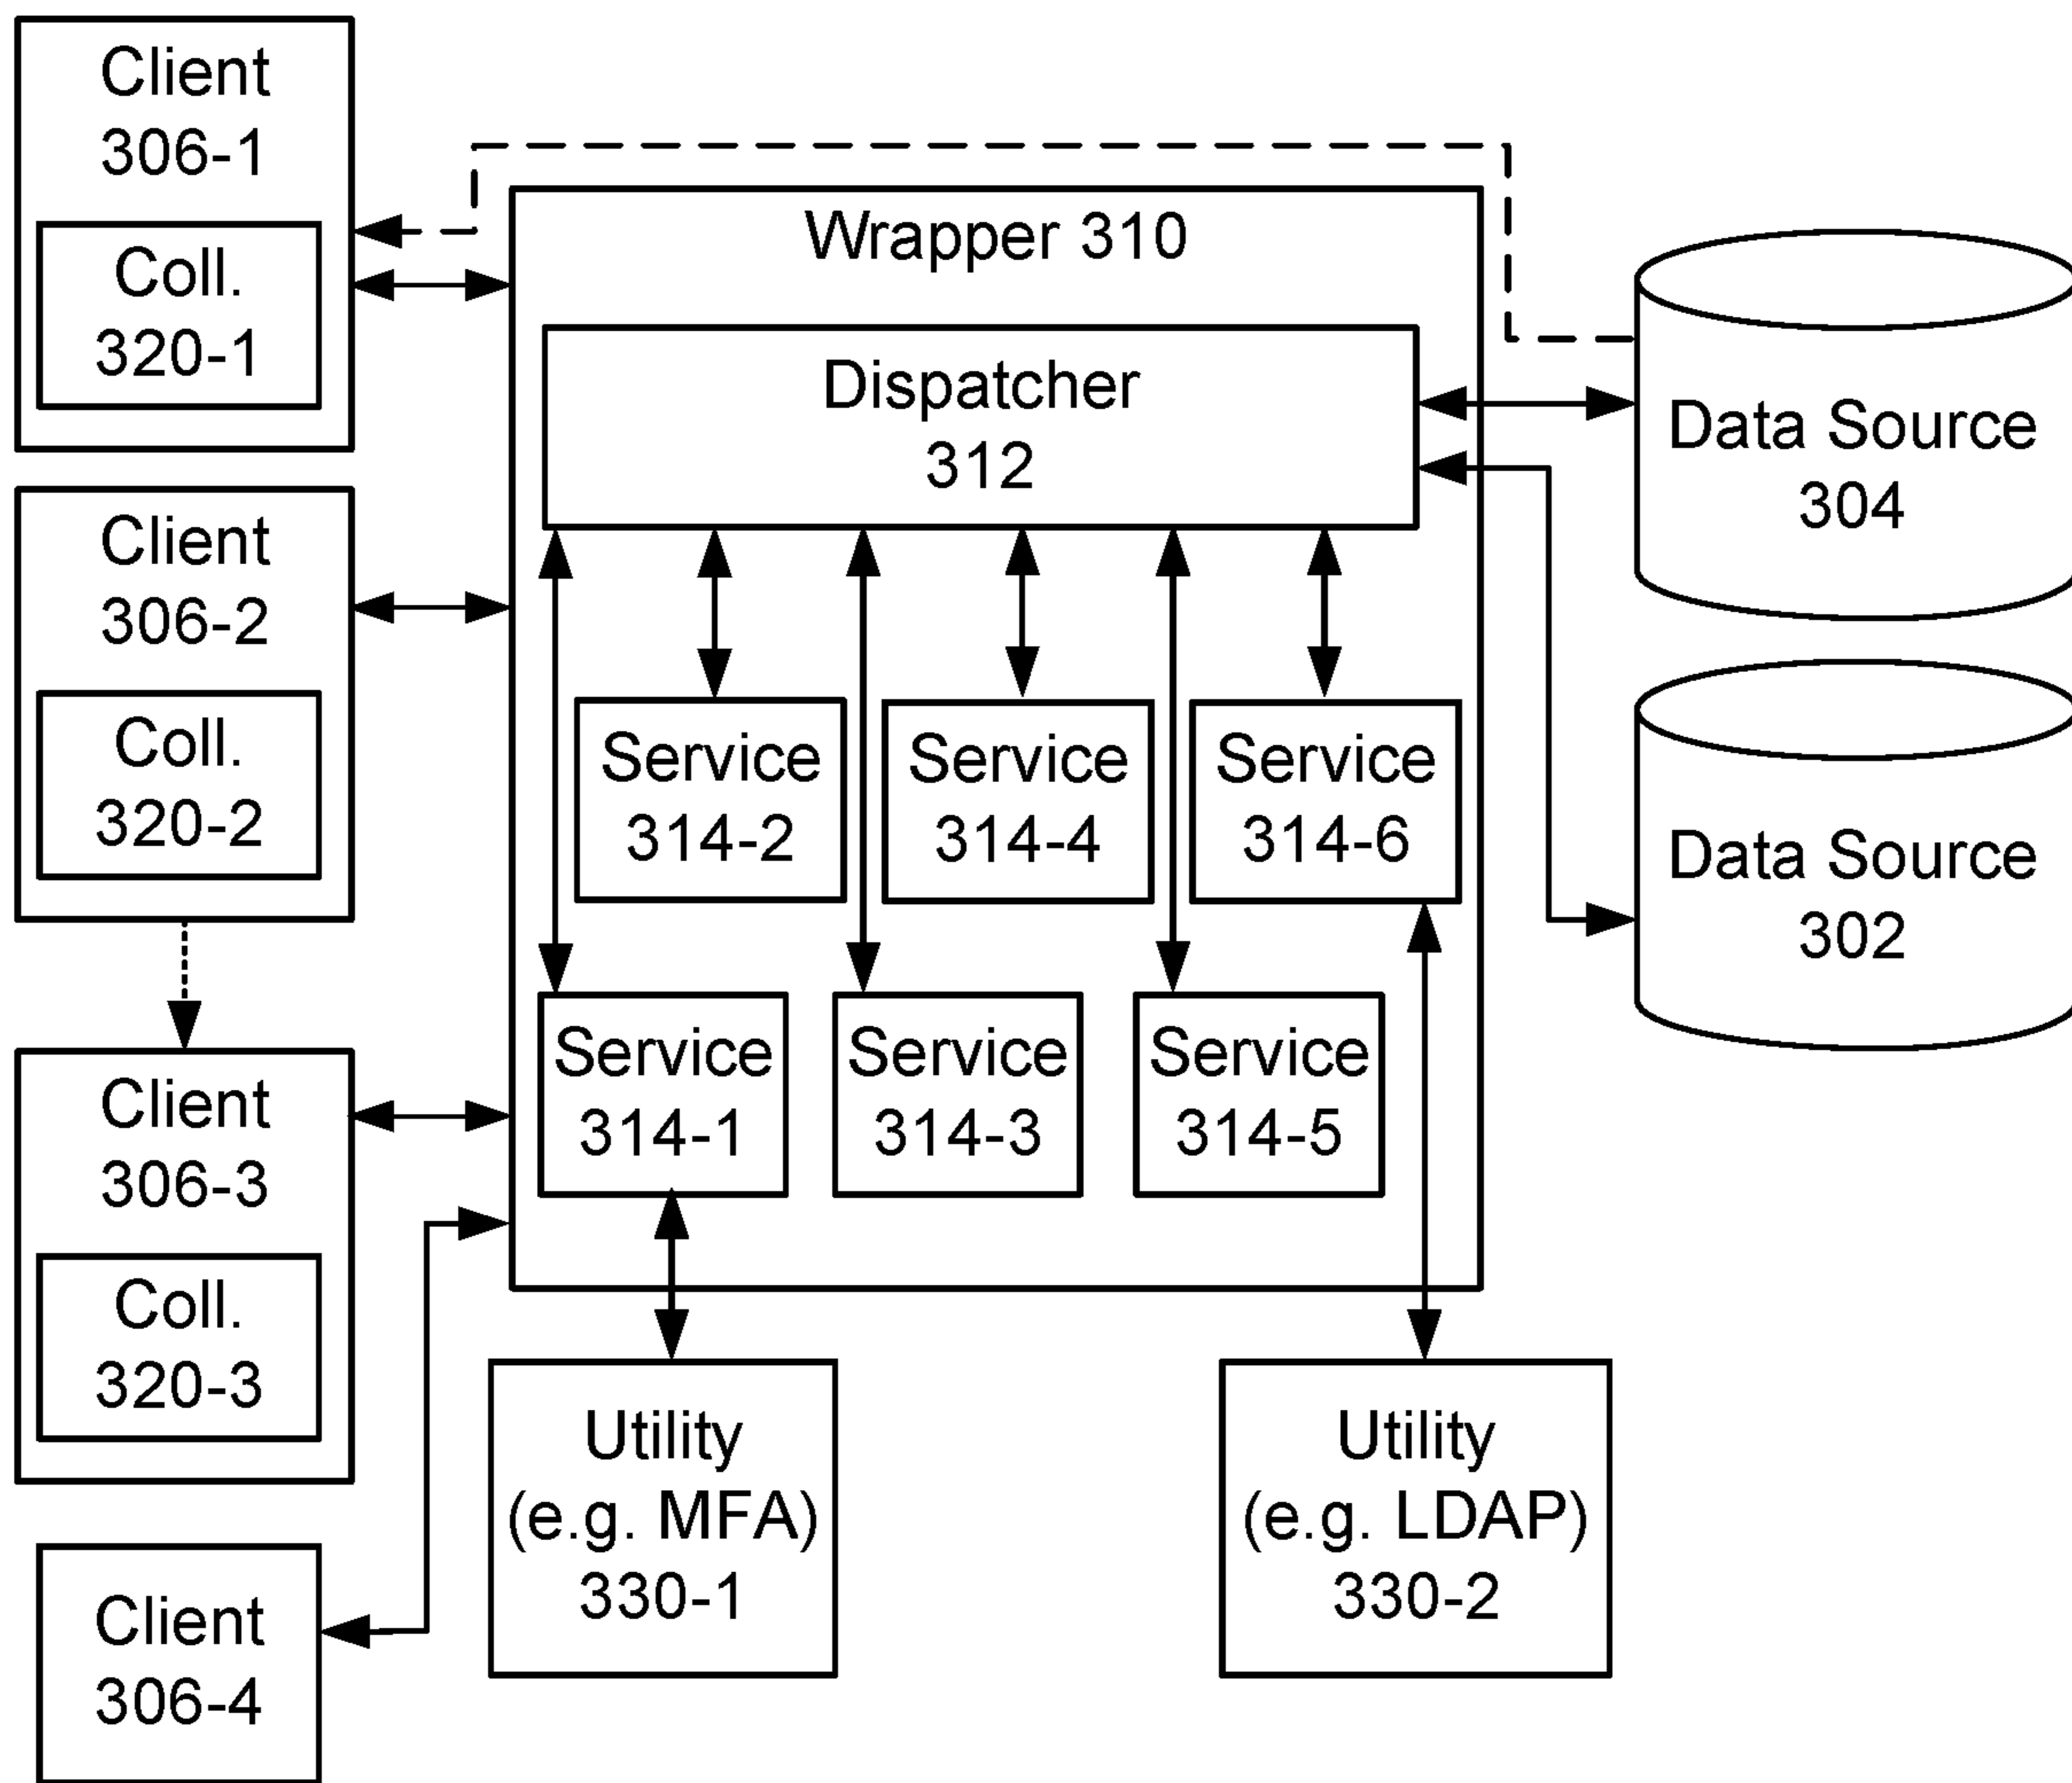 Client
306-1
Coll.
320-1
Client
306-2
Coll.
320-2
Client
306-3
Coll.
320-3
Client
306-4
Wrapper 310
Dispatcher
312
Service
314-2
Service
314-4
Service
314-6
Service
314-1
Service
314-3
Service
314-5
Utility
(e.g. MFA)
330-1
Utility
(e.g. LDAP)
330-2
Data Source
304
Data Source
302